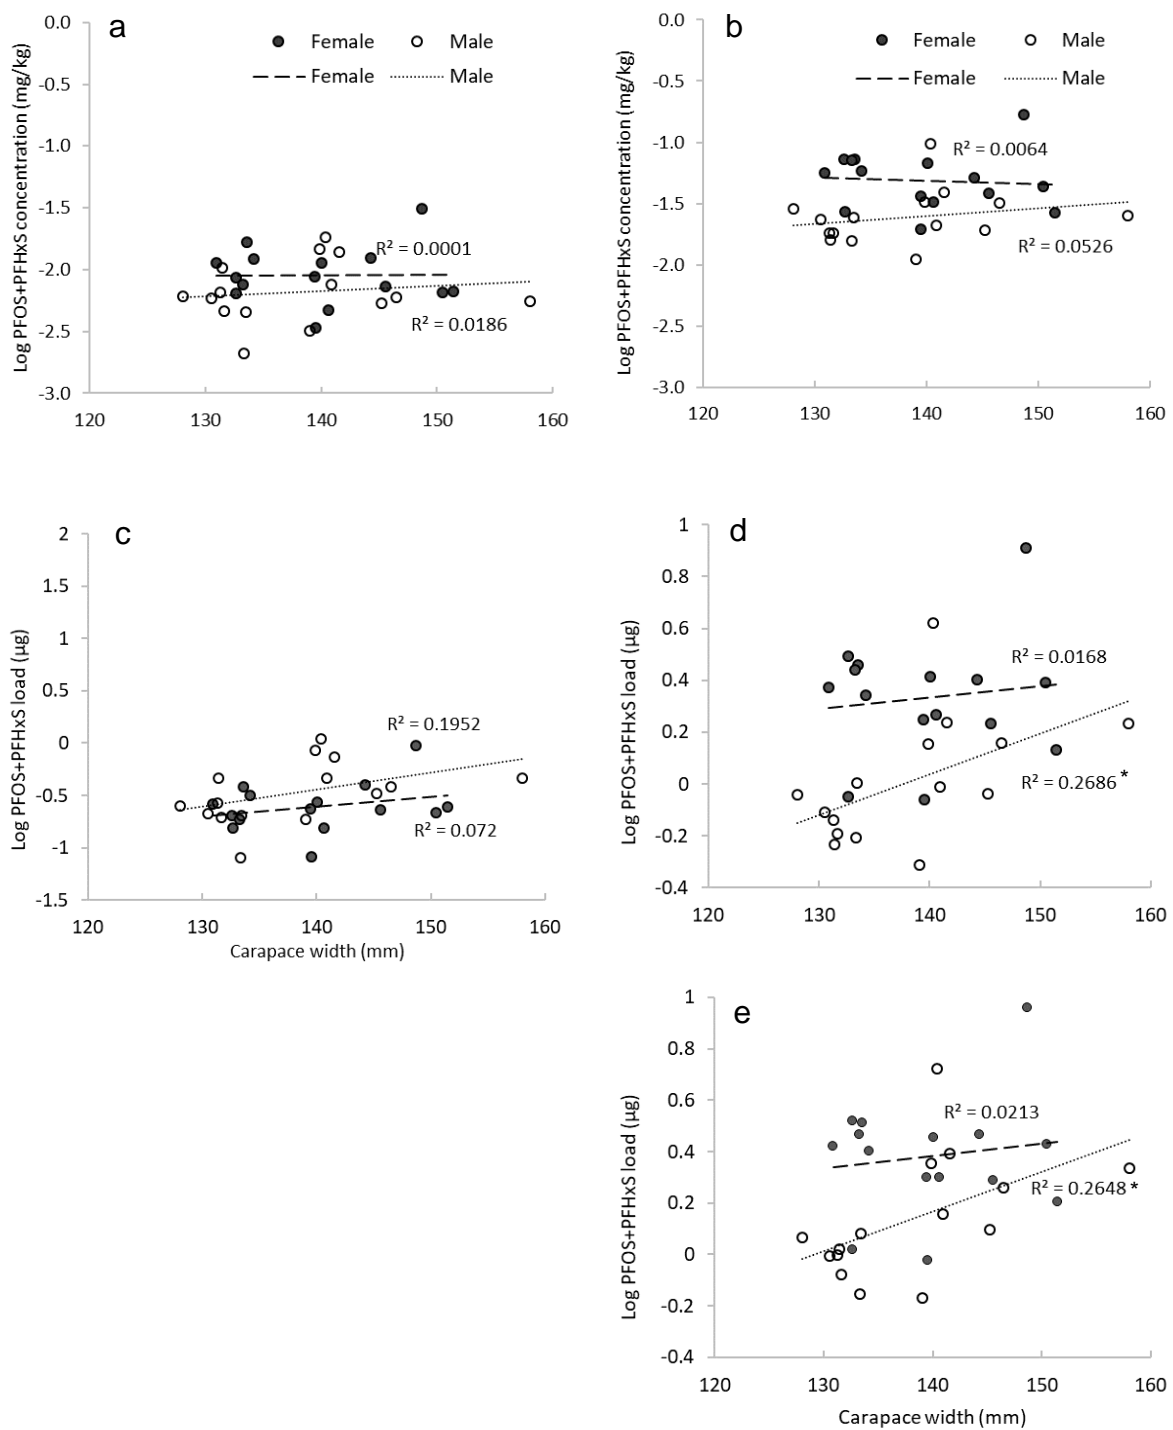 a
Log PFOS+PFHxS concentration (mg/kg)
0.0
-0.5
-1.0
-1.5
-2.0
-2.5
-3.0
Female Male
Female Male
R² = 0.0001
R² = 0.0186
120 130 140 150 160
b
Log PFOS+PFHxS concentration (mg/kg)
0.0
-0.5
-1.0
-1.5
-2.0
-2.5
-3.0
Female Male
Female Male
R² = 0.0064
R² = 0.0526
120 130 140 150 160
c
Log PFOS+PFHxS load (µg)
2
1.5
1
0.5
0
-0.5
-1
-1.5
R² = 0.1952
R² = 0.072
120 130 140 150 160
Carapace width (mm)
d
Log PFOS+PFHxS load (µg)
1
0.8
0.6
0.4
0.2
0
-0.2
-0.4
R² = 0.0168
R² = 0.2686 *
120 130 140 150 160
e
Log PFOS+PFHxS load (µg)
1
0.8
0.6
0.4
0.2
0
-0.2
-0.4
R² = 0.0213
R² = 0.2648 *
120 130 140 150 160
Carapace width (mm)